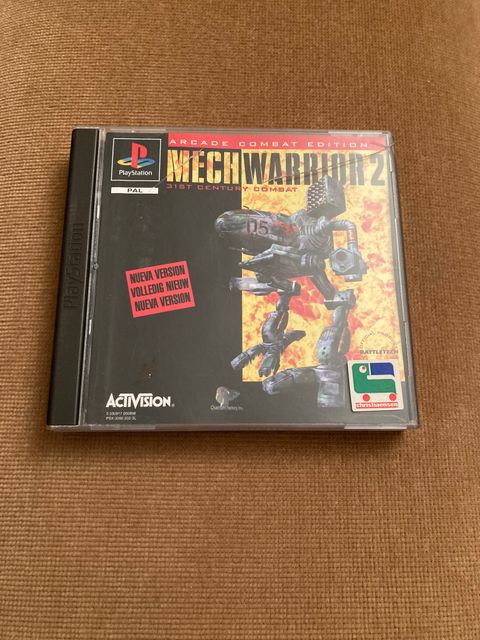 ARCADE COMBAT EDITION
MECHWARRIOR 2
31ST CENTURY COMBAT
PlayStation
PAL
PlayStation
05
NUEVA VERSION
VOLLEDIG NIEUW
NUEVA VERSION
BATTLETECH
ACTIVISION®